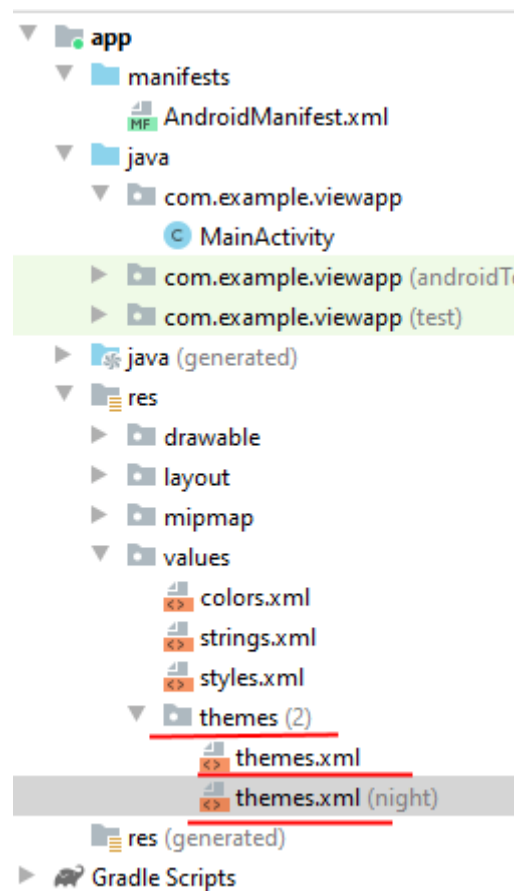 app
manifests
MF AndroidManifest.xml
java
com.example.viewapp
C MainActivity
com.example.viewapp
com.example.viewapp (test)
java (generated)
res
drawable
layout
mipmap
values
<> colors.xml
<> strings.xml
<> styles.xml
themes (2)
<> themes.xml
<> themes.xml (night)
res (generated)
Gradle Scripts